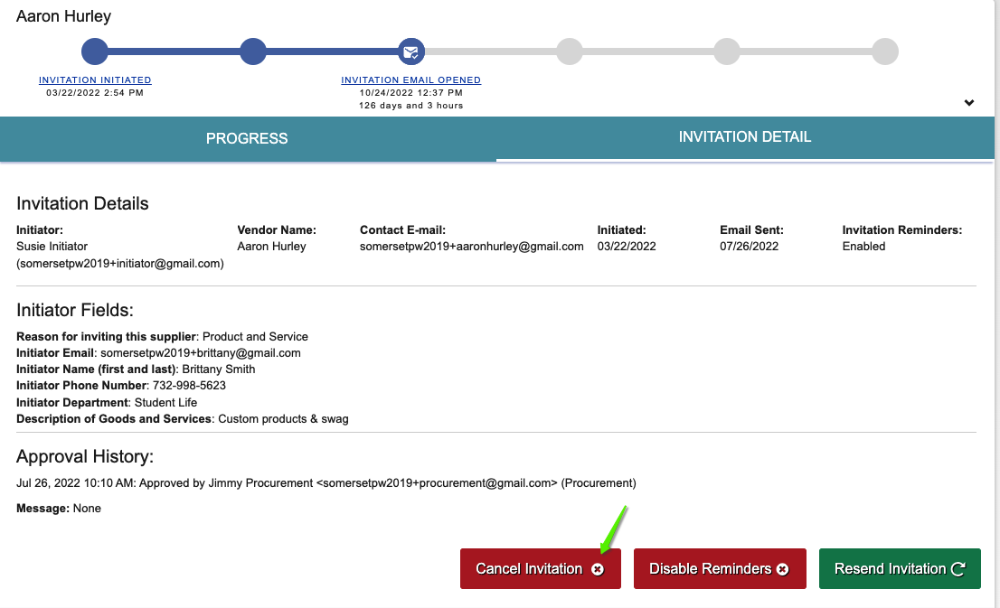 Aaron Hurley
INVITATION INITIATED
03/22/2022 2:54 PM
INVITATION EMAIL OPENED
10/24/2022 12:37 PM
126 days and 3 hours
PROGRESS
INVITATION DETAIL
Invitation Details
Initiator: Vendor Name: Contact E-mail: Initiated: Email Sent: Invitation Reminders:
Susie Initiator Aaron Hurley somersetpw2019+aaronhurley@gmail.com 03/22/2022 07/26/2022 Enabled
(somersetpw2019+initiator@gmail.com)
Initiator Fields:
Reason for inviting this supplier: Product and Service
Initiator Email: somersetpw2019+brittany@gmail.com
Initiator Name (first and last): Brittany Smith
Initiator Phone Number: 732-998-5623
Initiator Department: Student Life
Description of Goods and Services: Custom products & swag
Approval History:
Jul 26, 2022 10:10 AM: Approved by Jimmy Procurement <somersetpw2019+procurement@gmail.com> (Procurement)
Message: None
Cancel Invitation
Disable Reminders
Resend Invitation